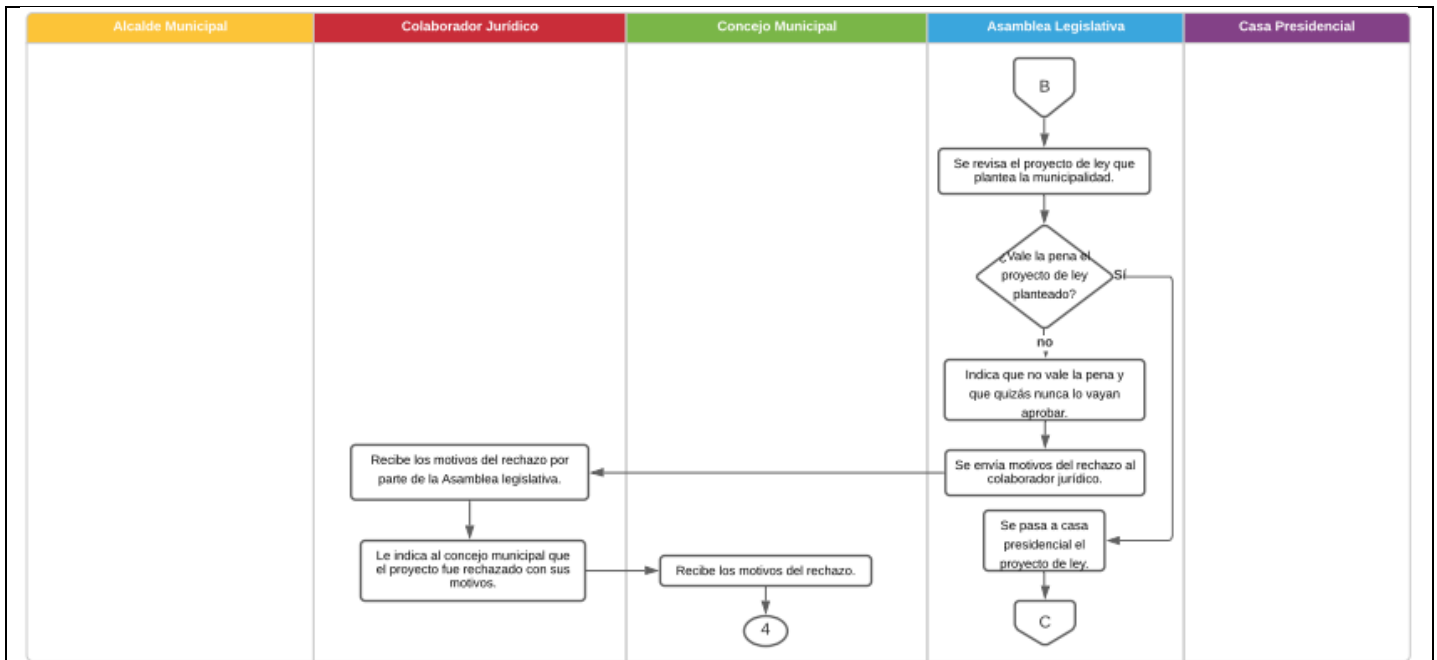 Alcalde Municipal
Colaborador Jurídico
Concejo Municipal
Asamblea Legislativa
Casa Presidencial
B
Se revisa el proyecto de ley que
plantea la municipalidad.
¿Vale la pena el
proyecto de ley
planteado?
Sí
no
Indica que no vale la pena y
que quizás nunca lo vayan
aprobar.
Se envía motivos del rechazo al
colaborador jurídico.
Recibe los motivos del rechazo por
parte de la Asamblea legislativa.
Le indica al concejo municipal que
el proyecto fue rechazado con sus
motivos.
Recibe los motivos del rechazo.
4
Se pasa a casa
presidencial el
proyecto de ley.
C